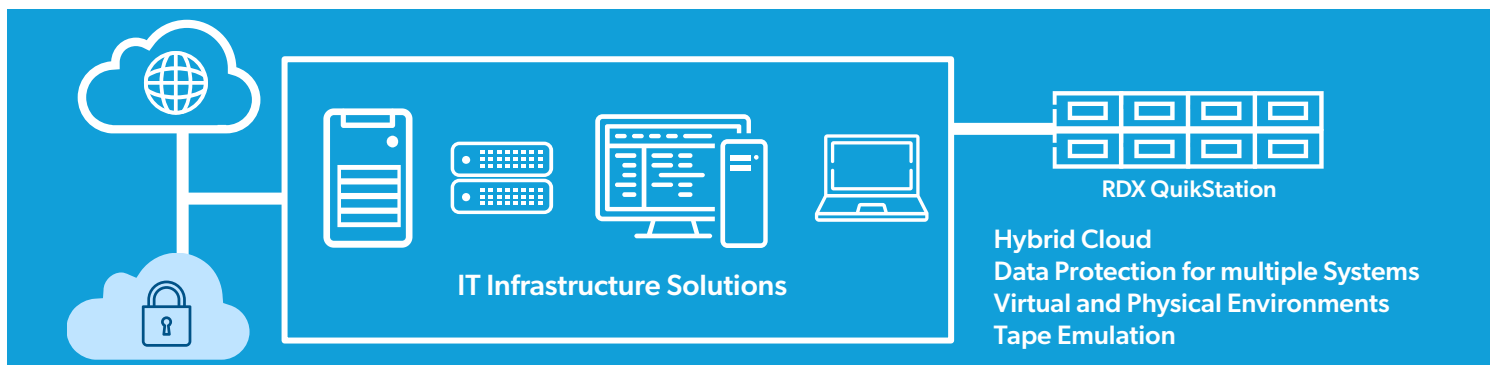 IT Infrastructure Solutions
RDX QuikStation
Hybrid Cloud
Data Protection for multiple Systems
Virtual and Physical Environments
Tape Emulation